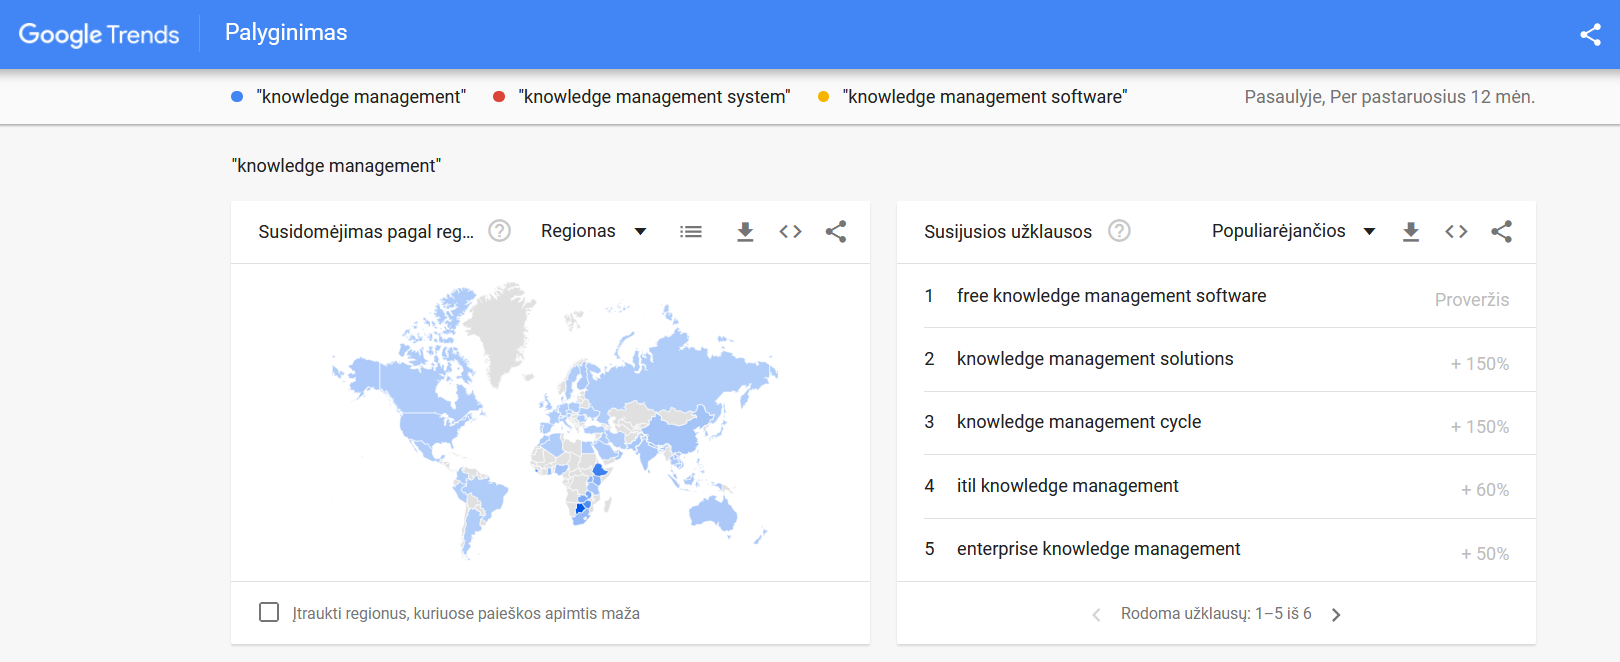 Google Trends
Palyginimas
"knowledge management"
"knowledge management system"
"knowledge management software"
Pasaulyje, Per pastaruosius 12 mėn.
"knowledge management"
Susidomėjimas pagal reg...
Regionas
Susijusios užklausos
Populiarėjančios
1 free knowledge management software Proveržis
2 knowledge management solutions + 150%
3 knowledge management cycle + 150%
4 itil knowledge management + 60%
5 enterprise knowledge management + 50%
Įtraukti regionus, kuriuose paieškos apimtis maža
Rodoma užklausų: 1–5 iš 6